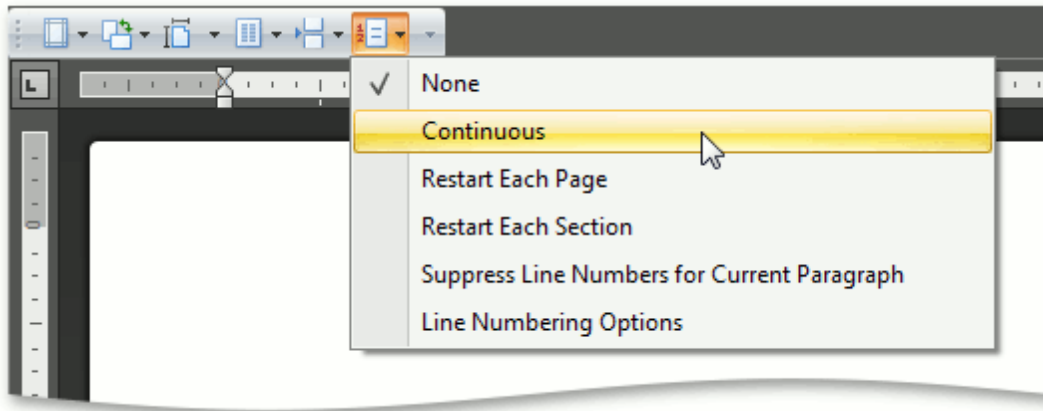 None
Continuous
Restart Each Page
Restart Each Section
Suppress Line Numbers for Current Paragraph
Line Numbering Options